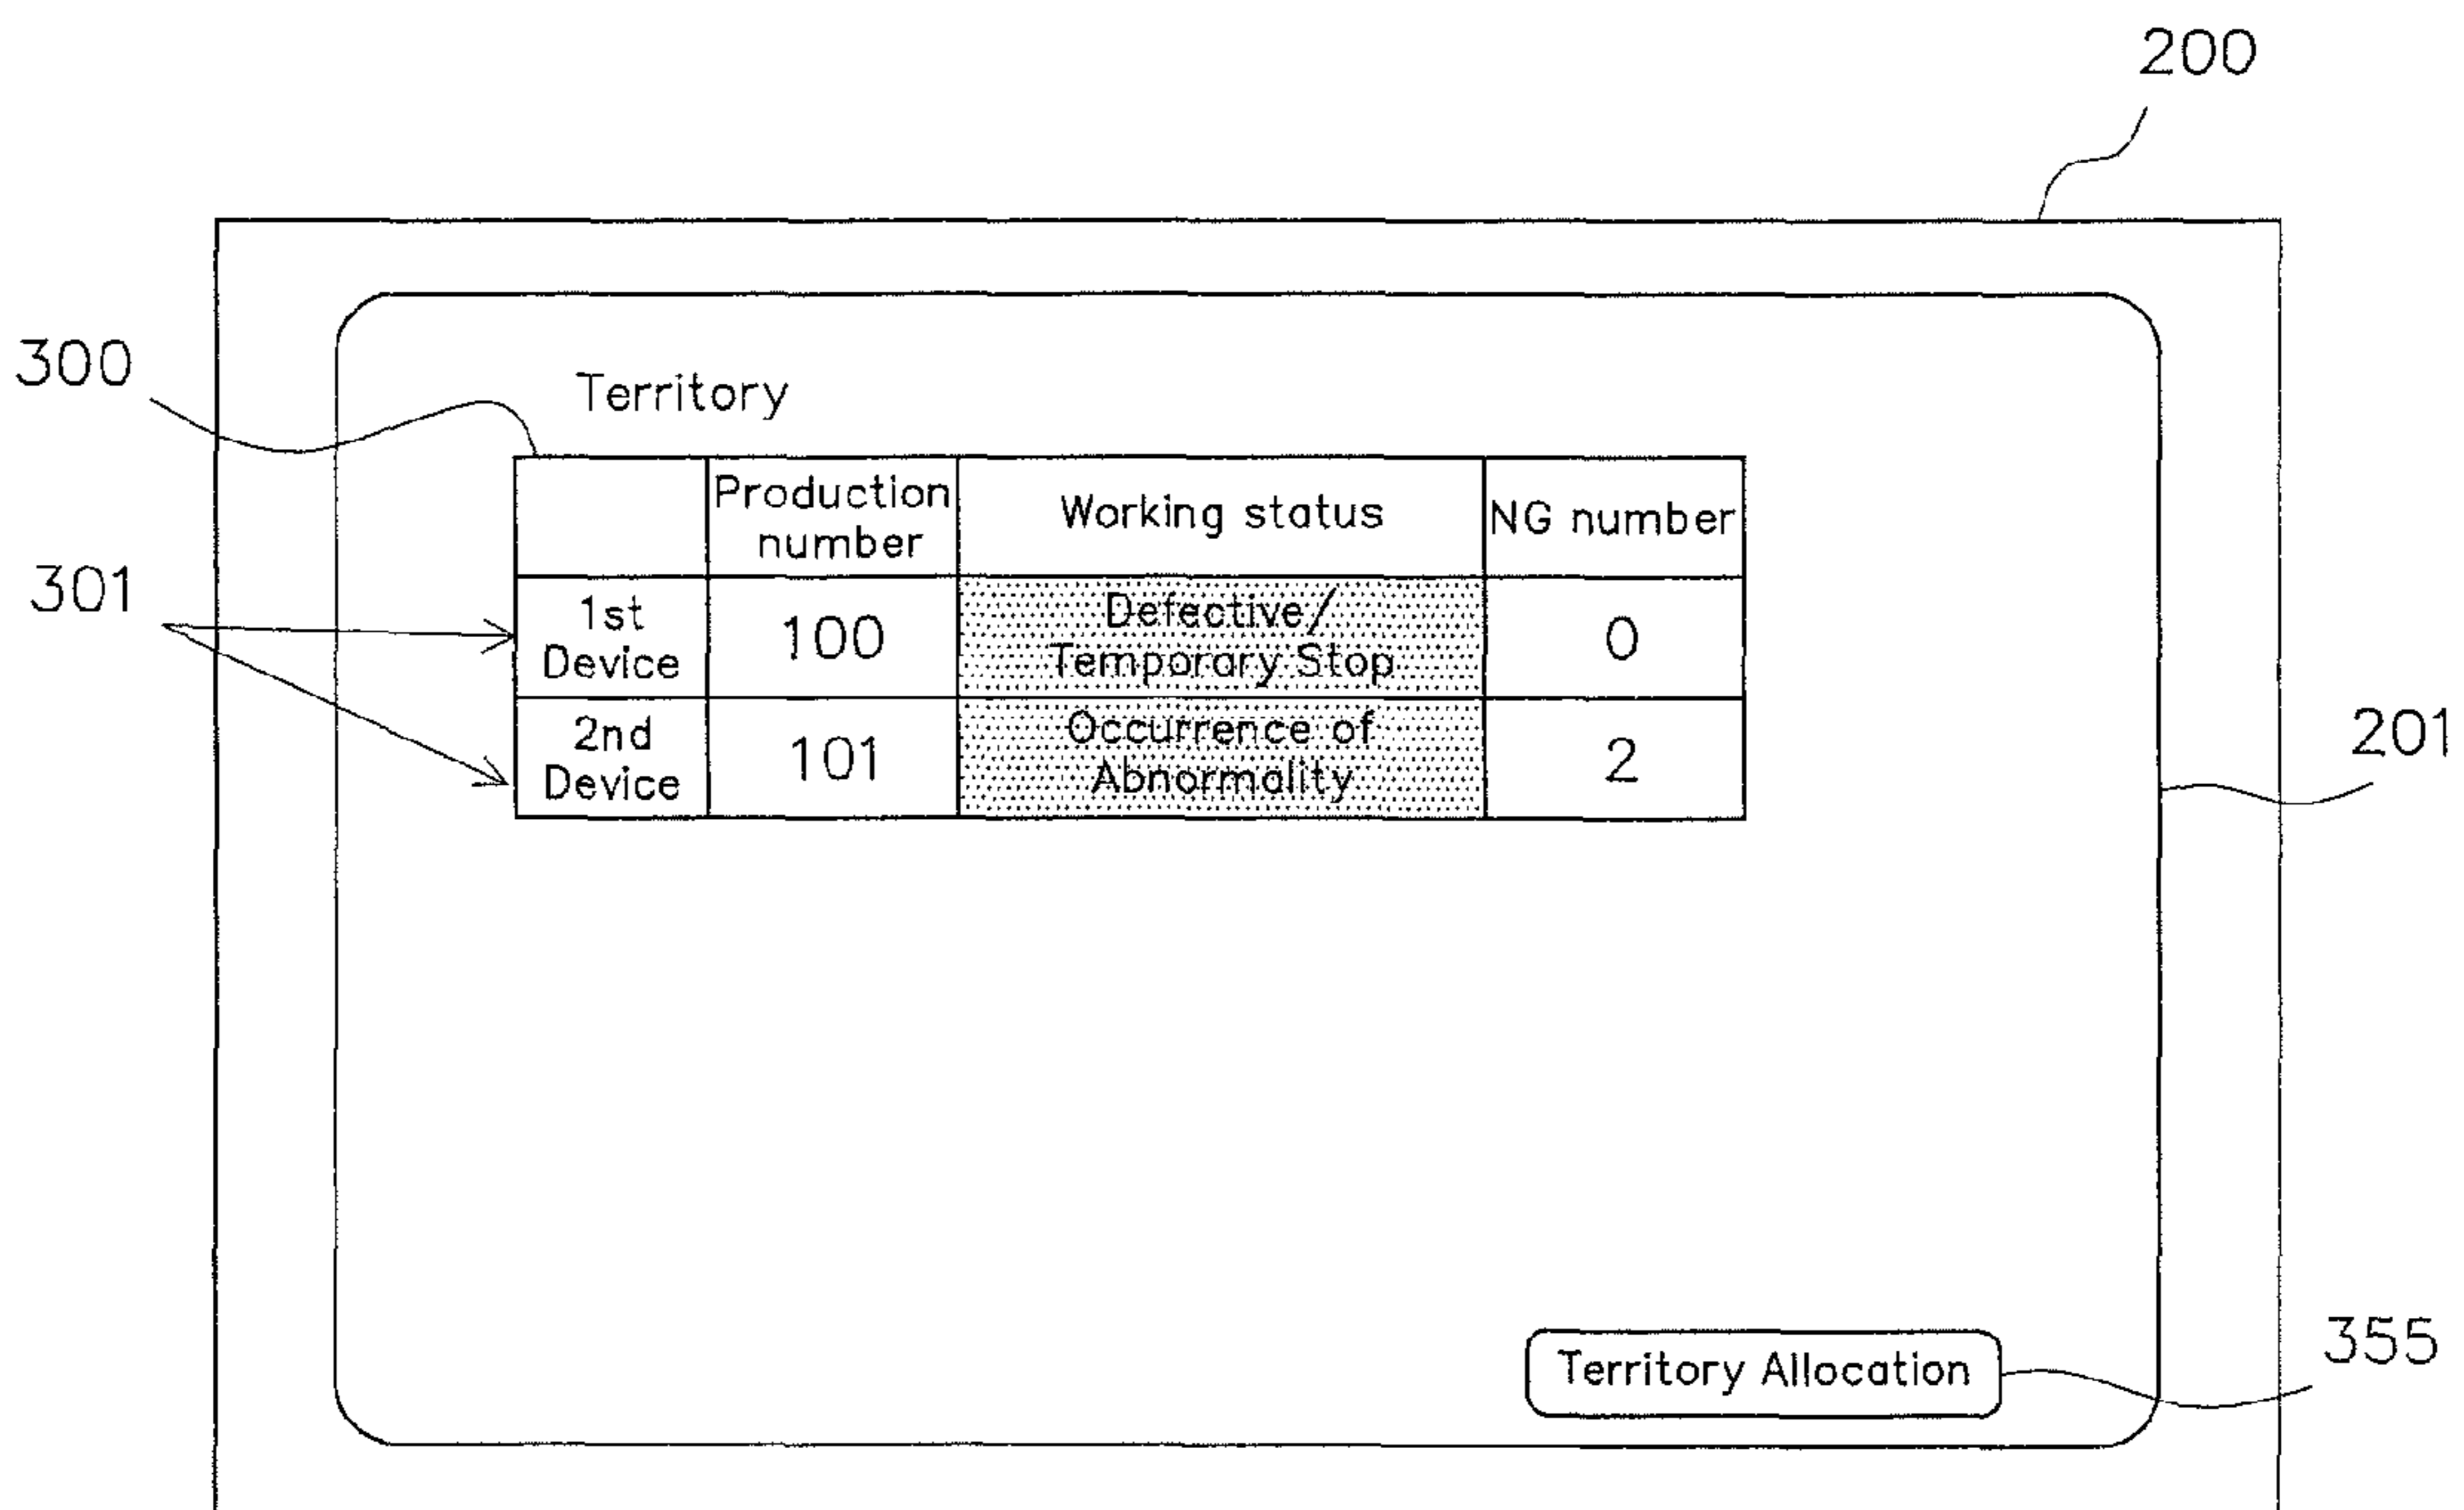 200
300
Territory
Production
number
Working status
NG number
301
1st
Device
100
Defective/
Temporary Stop
0
2nd
Device
101
Occurrence of
Abnormality
2
201
Territory Allocation
355